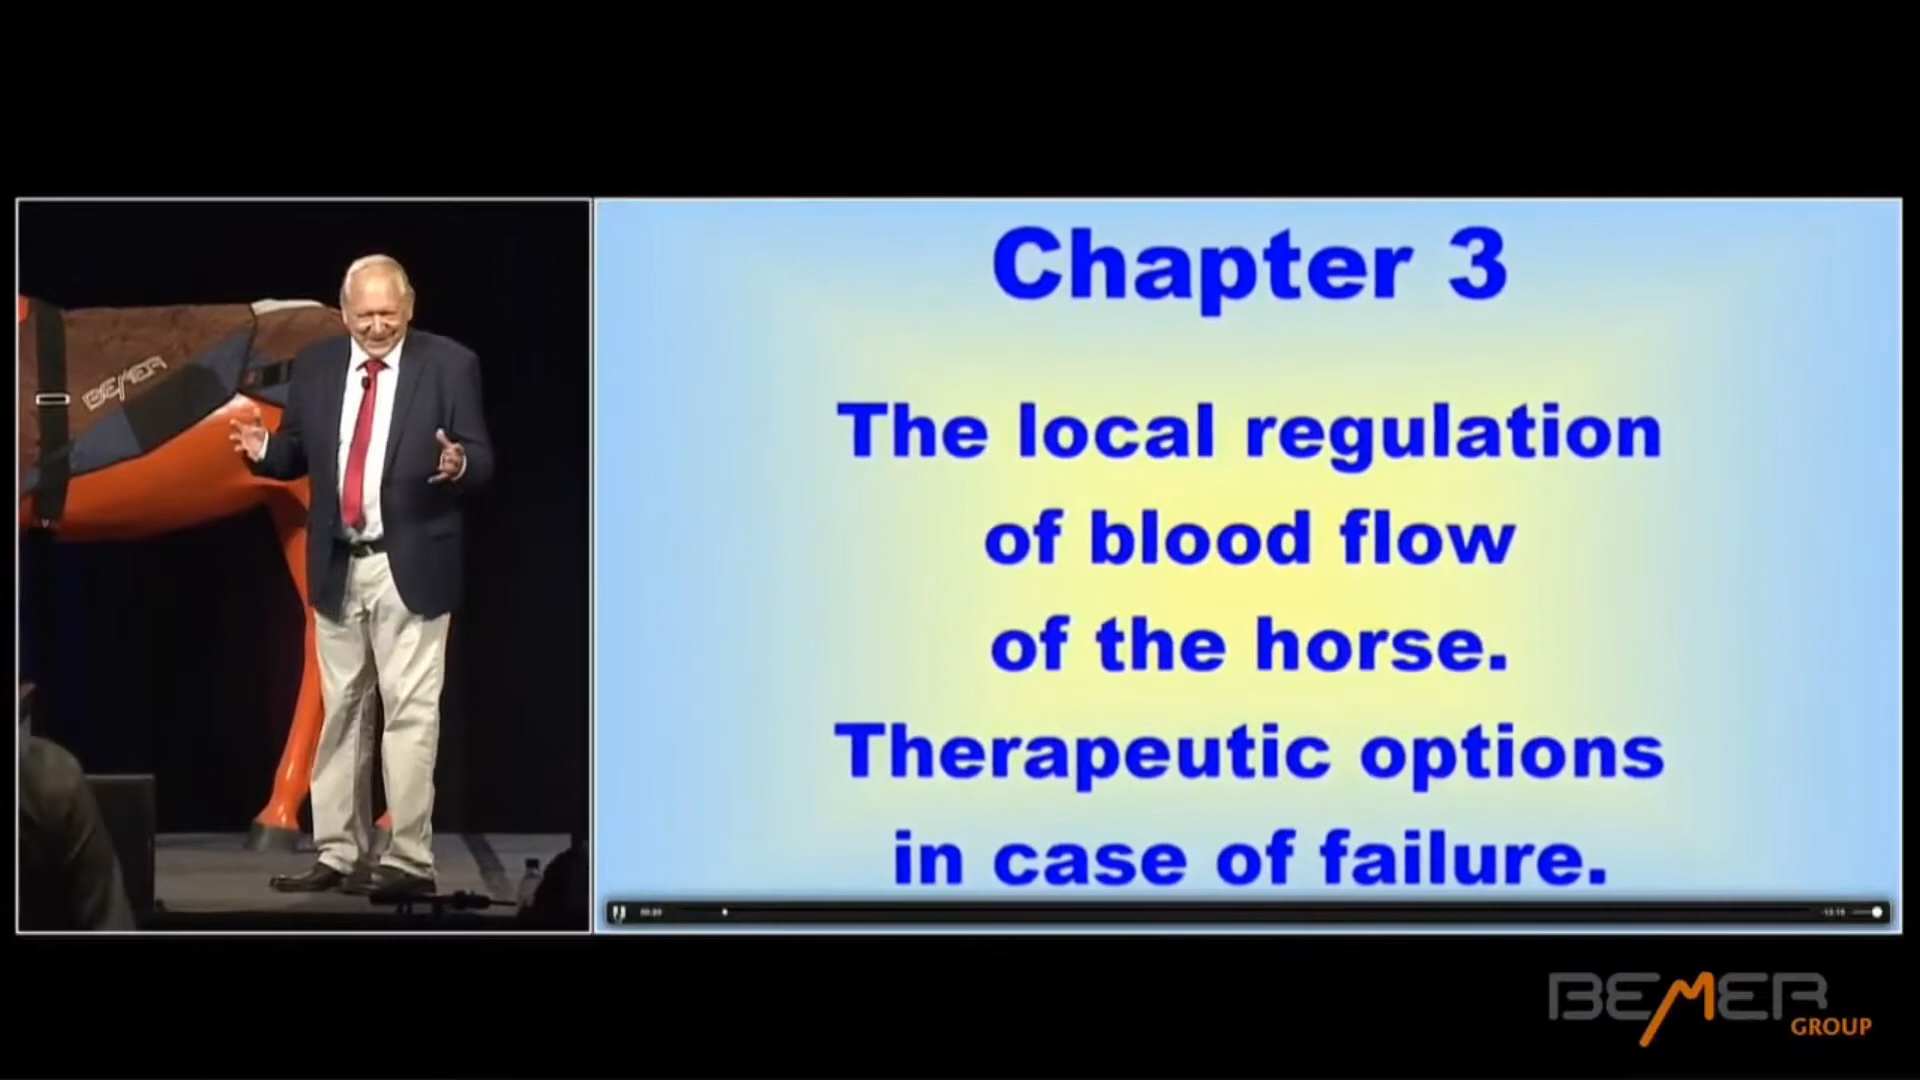 Chapter 3
The local regulation
of blood flow
of the horse.
Therapeutic options
in case of failure.
BEMER
BEMER
GROUP